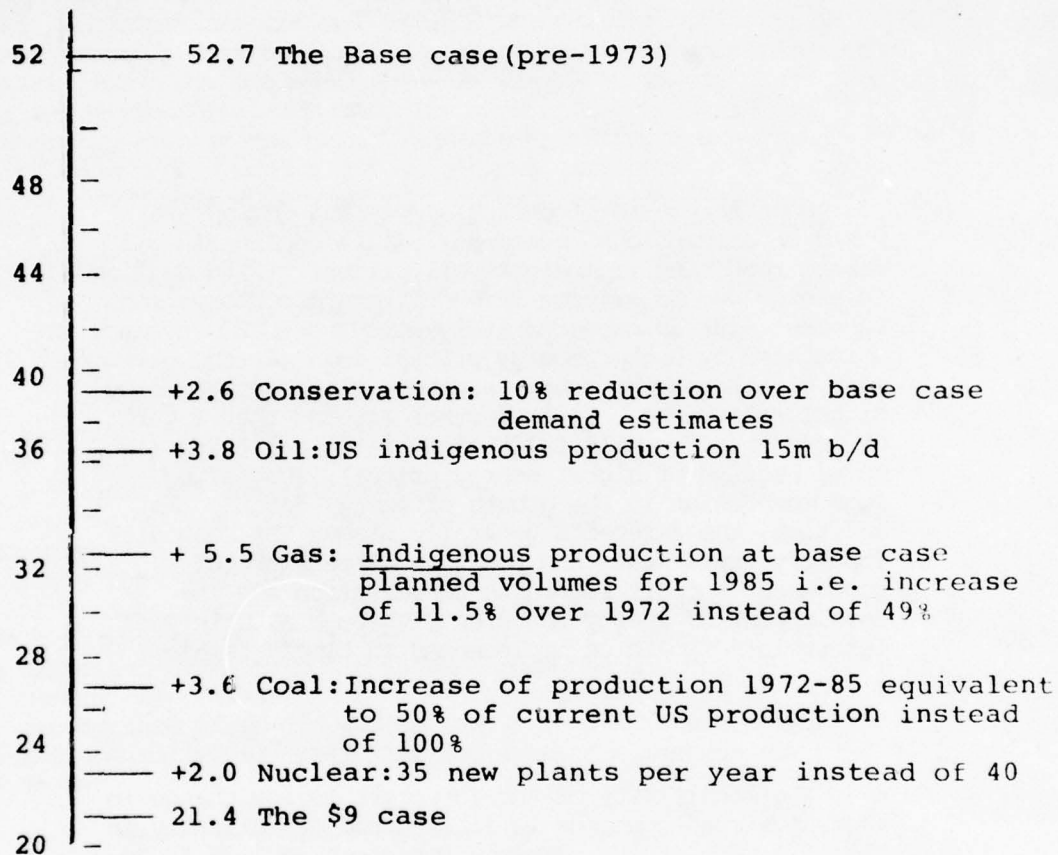 52
52.7 The Base case(pre-1973)
48
44
40
+2.6 Conservation: 10% reduction over base case
demand estimates
36
+3.8 Oil:US indigenous production 15m b/d
+ 5.5 Gas: Indigenous production at base case
32
planned volumes for 1985 i.e. increase
of 11.5% over 1972 instead of 49%
28
+3.6 Coal:Increase of production 1972-85 equivalent
to 50% of current US production instead
24
of 100%
+2.0 Nuclear:35 new plants per year instead of 40
21.4 The $9 case
20